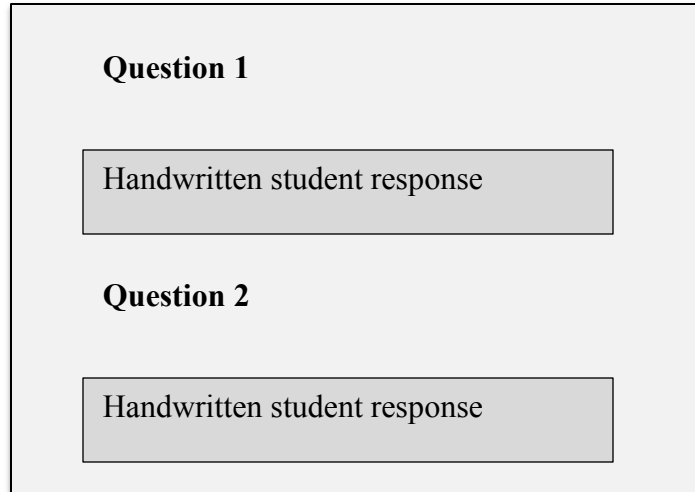 Question 1
Handwritten student response
Question 2
Handwritten student response